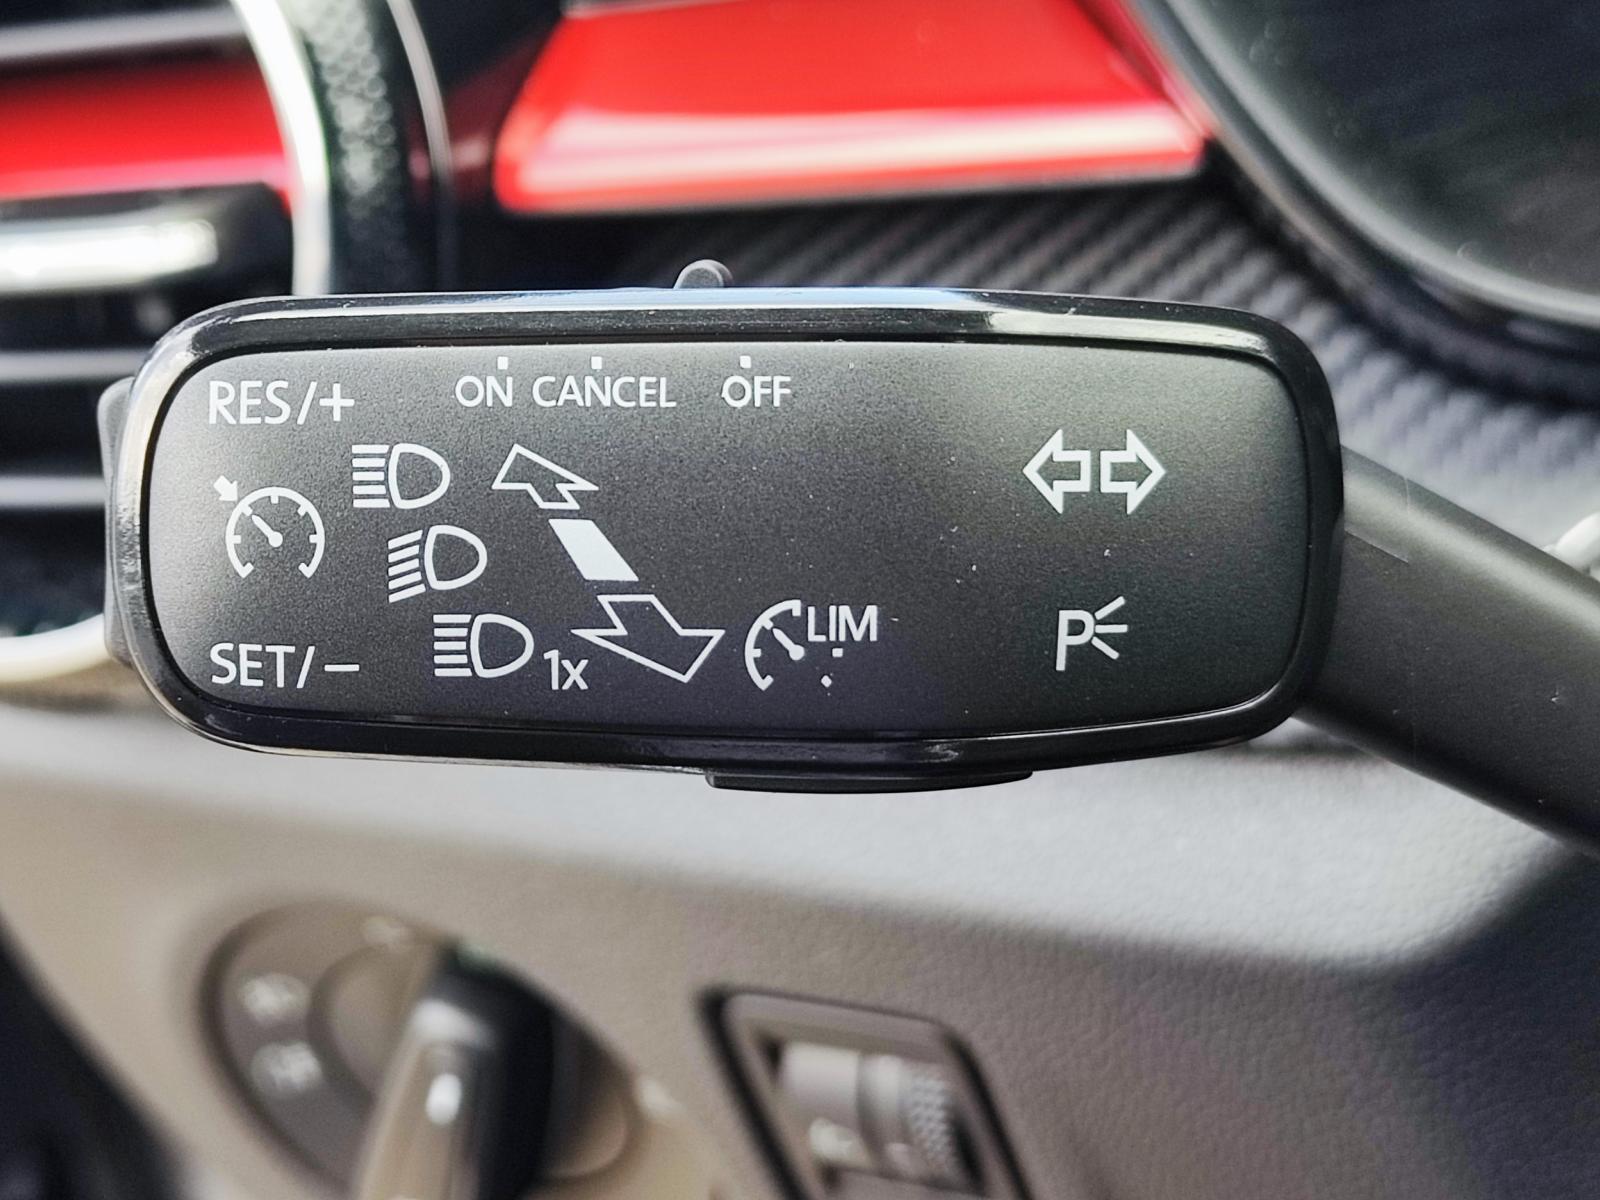 RES/+
ON CANCEL OFF
LIM
SET/–
1x
P